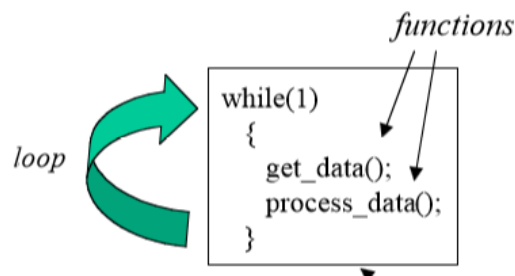 functions
loop
while(1)
{
get_data();
process_data();
}